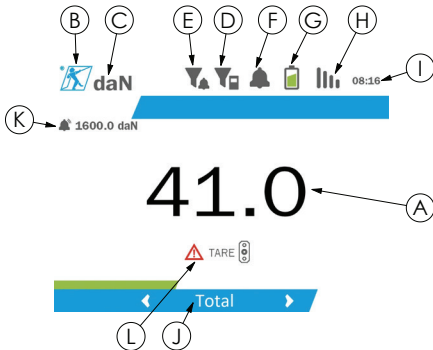 B C E D F G H
daN 08:16 I
K 1600.0 daN
41.0 A
TARE
Total
L J